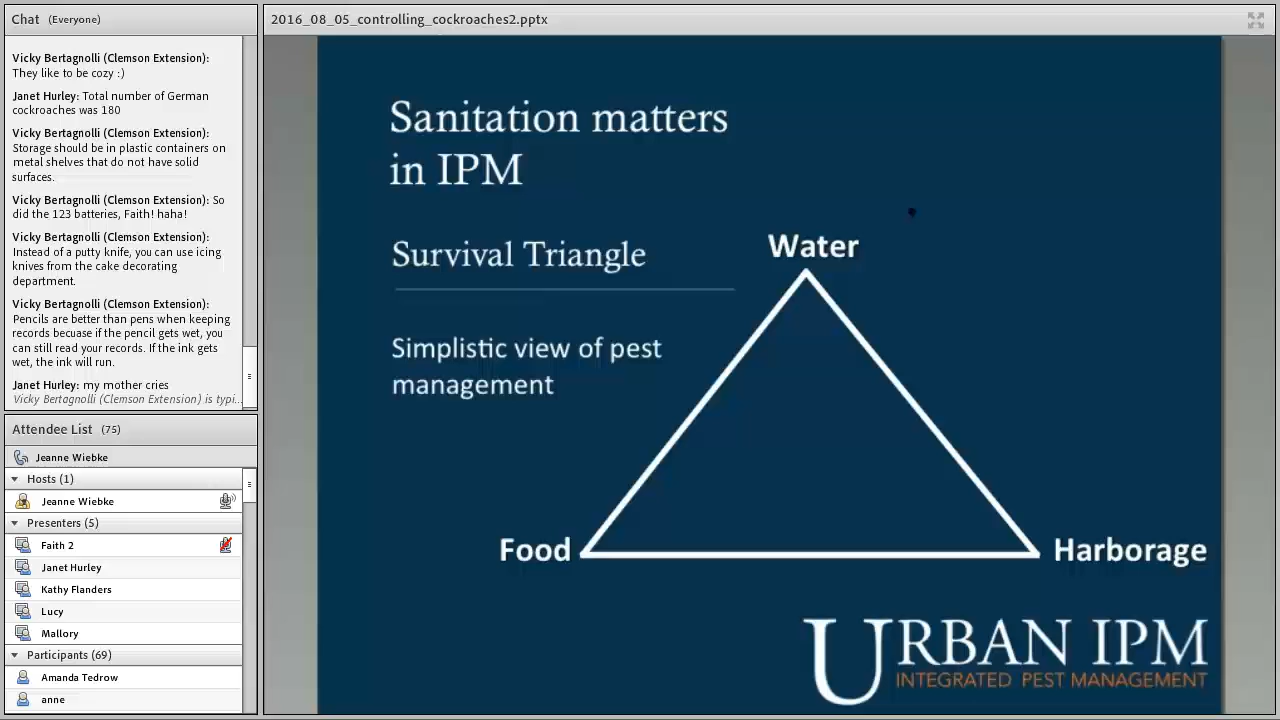 Chat (Everyone)
Vicky Bertagnolli (Clemson Extension):
They like to be cozy :)
Janet Hurley: Total number of German
cockroaches was 180
Vicky Bertagnolli (Clemson Extension):
Storage should be in plastic containers on
metal shelves that do not have solid
surfaces.
Vicky Bertagnolli (Clemson Extension): So
did the 123 batteries, Faith! haha!
Vicky Bertagnolli (Clemson Extension):
Instead of a putty knife, you can use icing
knives from the cake decorating
department.
Vicky Bertagnolli (Clemson Extension):
Pencils are better than pens when keeping
records becuase if the pencil gets wet, you
can still read your records. If the ink gets
wet, the ink will run.
Janet Hurley: my mother cries
Vicky Bertagnolli (Clemson Extension) is typi...
Attendee List (75)
Jeanne Wiebke
Hosts (1)
Jeanne Wiebke
Presenters (5)
Faith 2
Janet Hurley
Kathy Flanders
Lucy
Mallory
Participants (69)
Amanda Tedrow
anne
2016_08_05_controlling_cockroaches2.pptx
Sanitation matters
in IPM
Survival Triangle
Simplistic view of pest
management
Water
Food
Harborage
URBAN IPM
INTEGRATED PEST MANAGEMENT